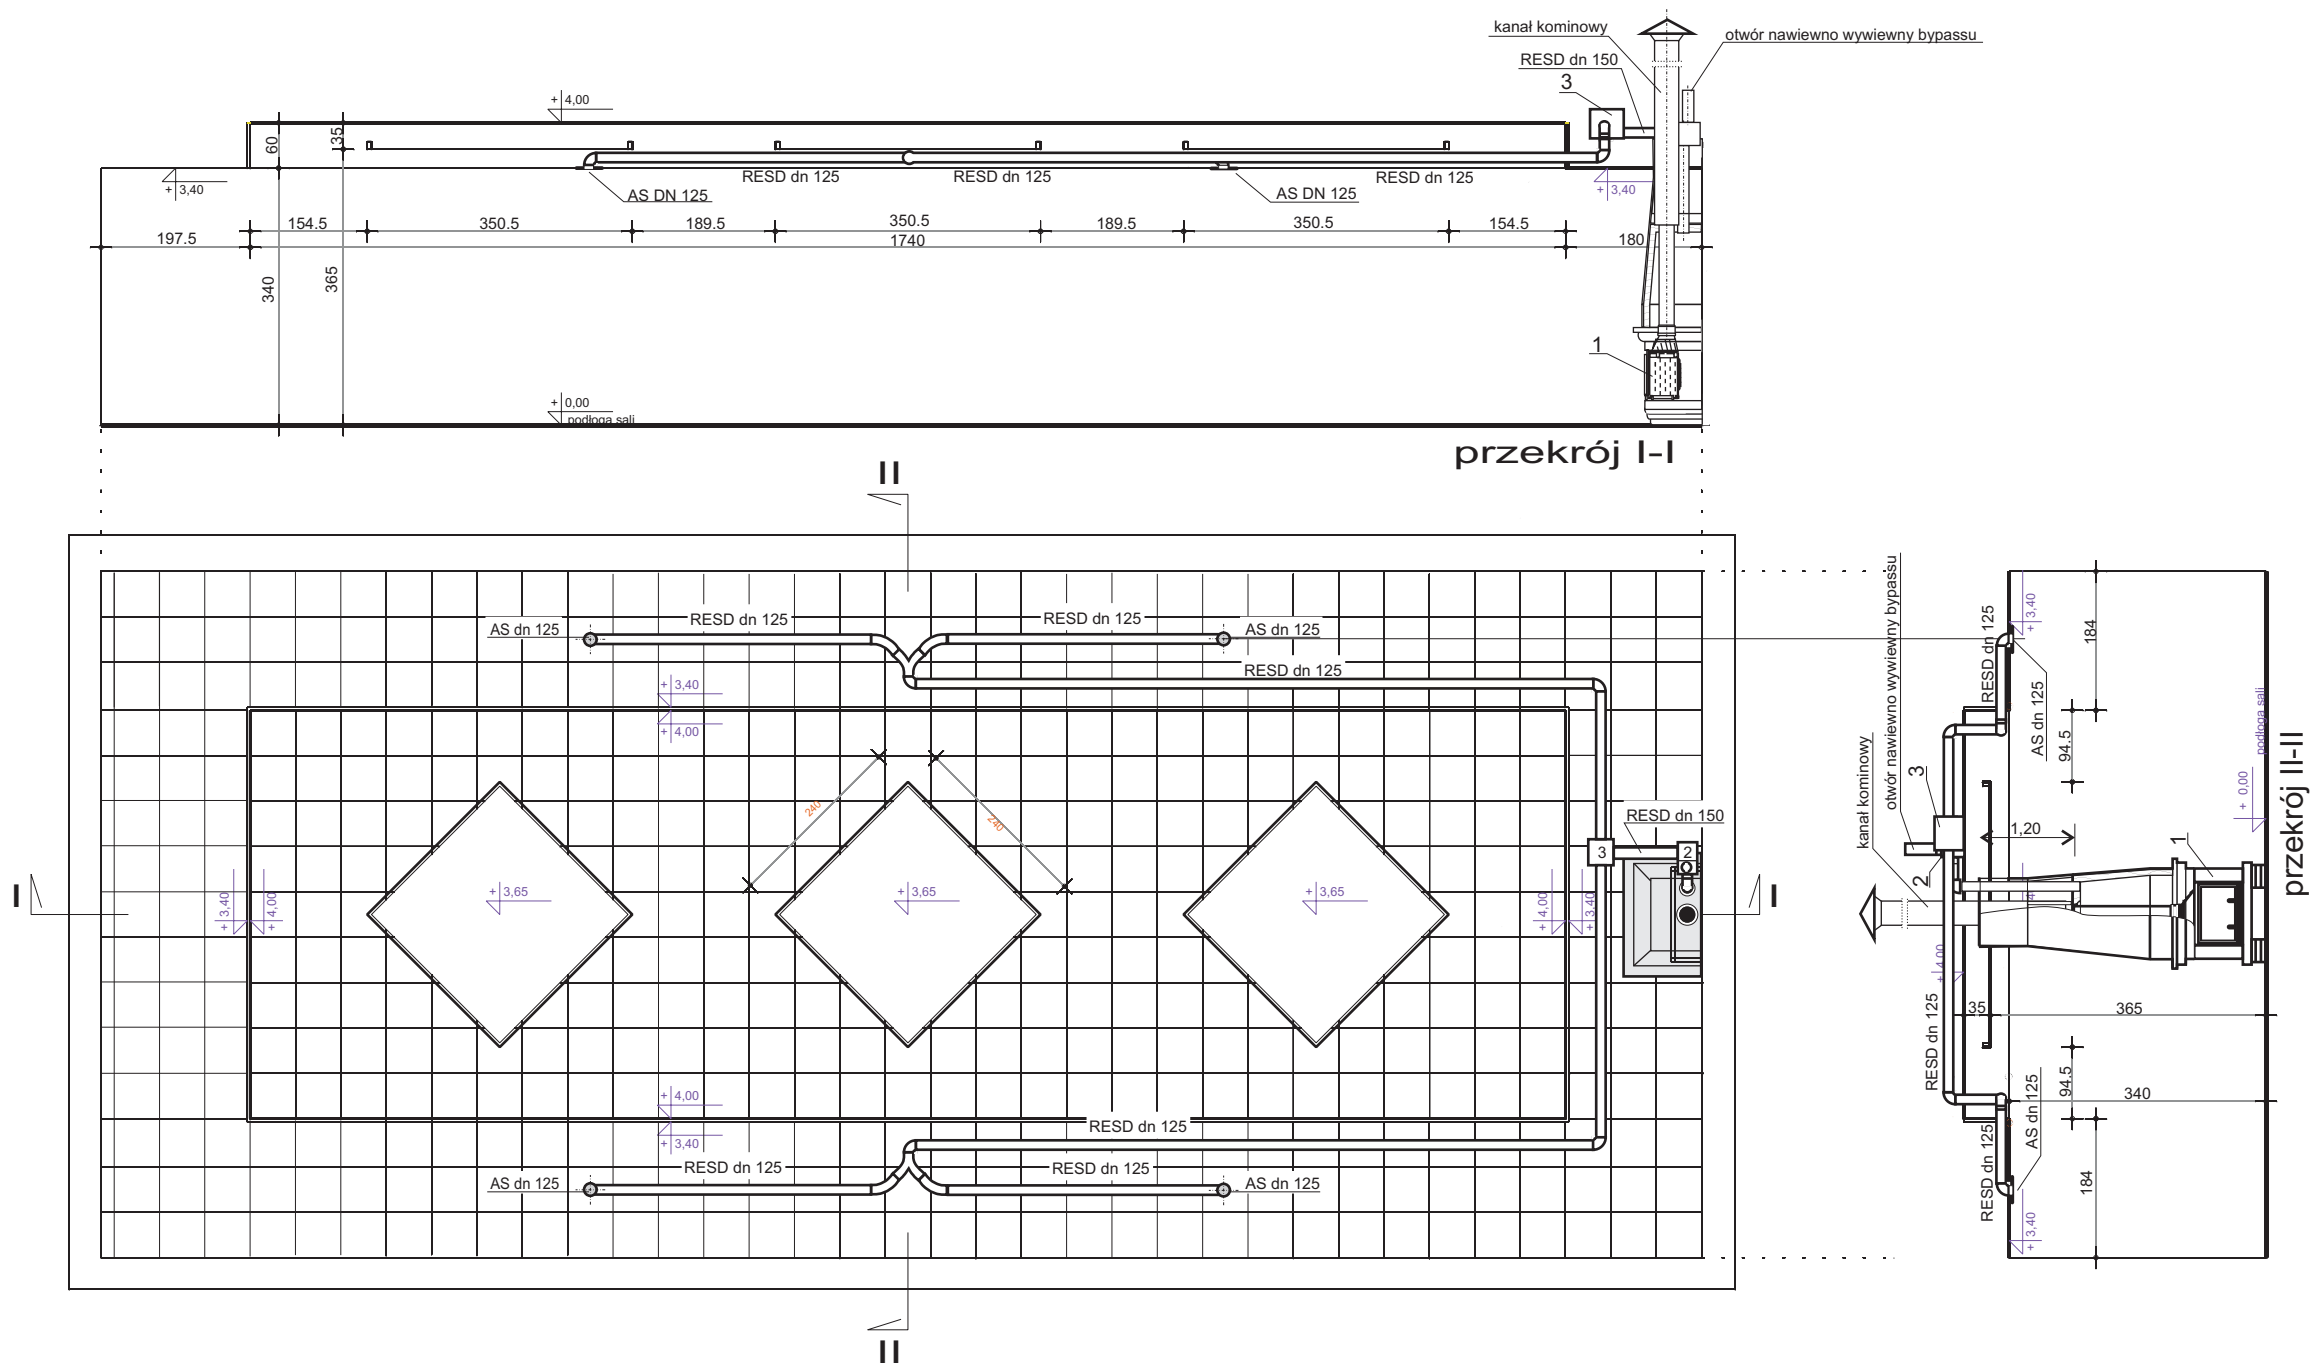 kanał kominowy
otwór nawiewno wywiewny bypassu
RESD dn 150
3
+ 4,00
60
35
+ 3,40
RESD dn 125
RESD dn 125
RESD dn 125
+ 3,40
AS DN 125
AS DN 125
154.5
350.5
189.5
350.5
189.5
350.5
154.5
197.5
1740
180
340
365
1
+ 0,00
podłoga sali
przekrój I-I
II
AS dn 125
RESD dn 125
RESD dn 125
AS dn 125
RESD dn 125
+ 3,40
+ 4,00
240
240
RESD dn 150
3
2
I
+ 3,40
+ 4,00
+ 3,65
+ 3,65
+ 3,65
+ 4,00
+ 3,40
I
+ 4,00
+ 3,40
RESD dn 125
AS dn 125
RESD dn 125
RESD dn 125
AS dn 125
II
kanał kominowy
otwór nawiewno wywiewny bypassu
RESD dn 125
+ 3,40
184
AS dn 125
94.5
podłoga sali
+ 0,00
3
1,20
1
2
+ 4,00
35
365
RESD dn 125
94.5
340
AS dn 125
RESD dn 125
184
+ 3,40
przekrój II-II